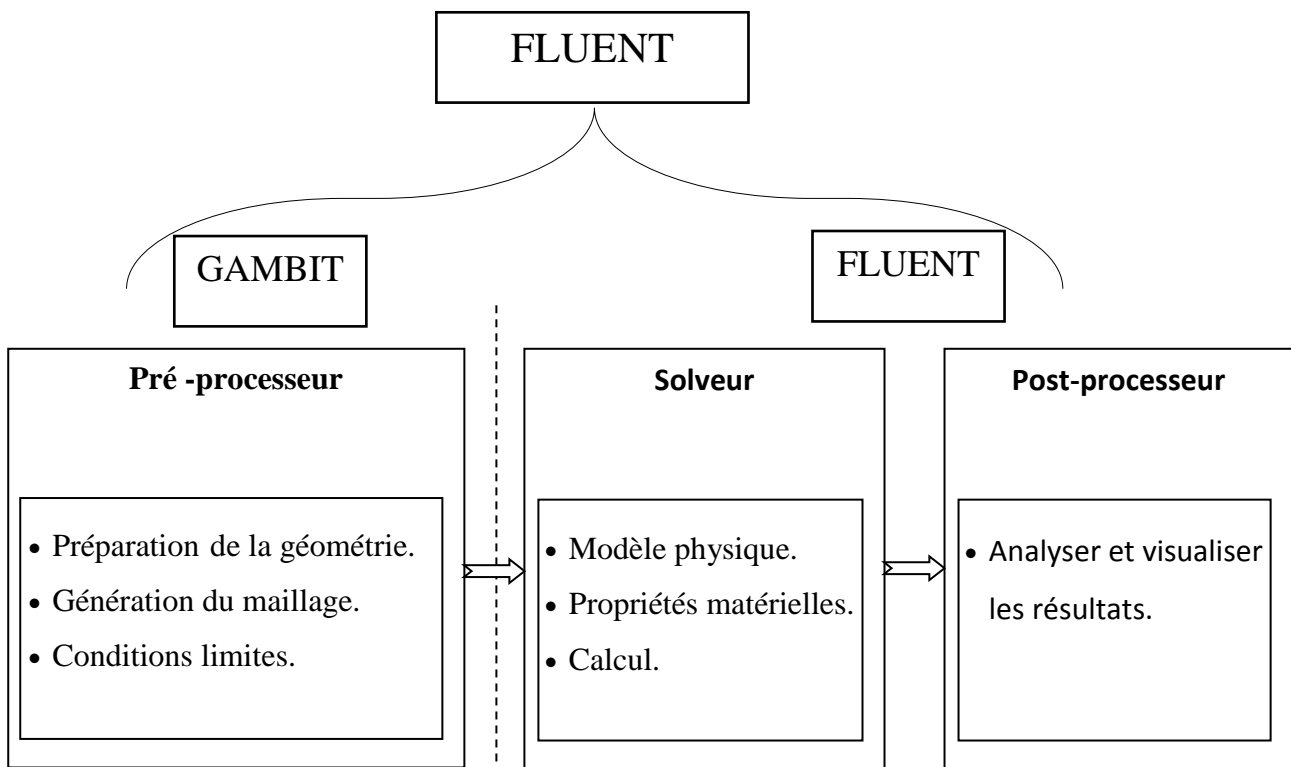 FLUENT
GAMBIT
FLUENT
Pré -processeur
• Préparation de la géométrie.
• Génération du maillage.
• Conditions limites.
Solveur
• Modèle physique.
• Propriétés matérielles.
• Calcul.
Post-processeur
• Analyser et visualiser
les résultats.